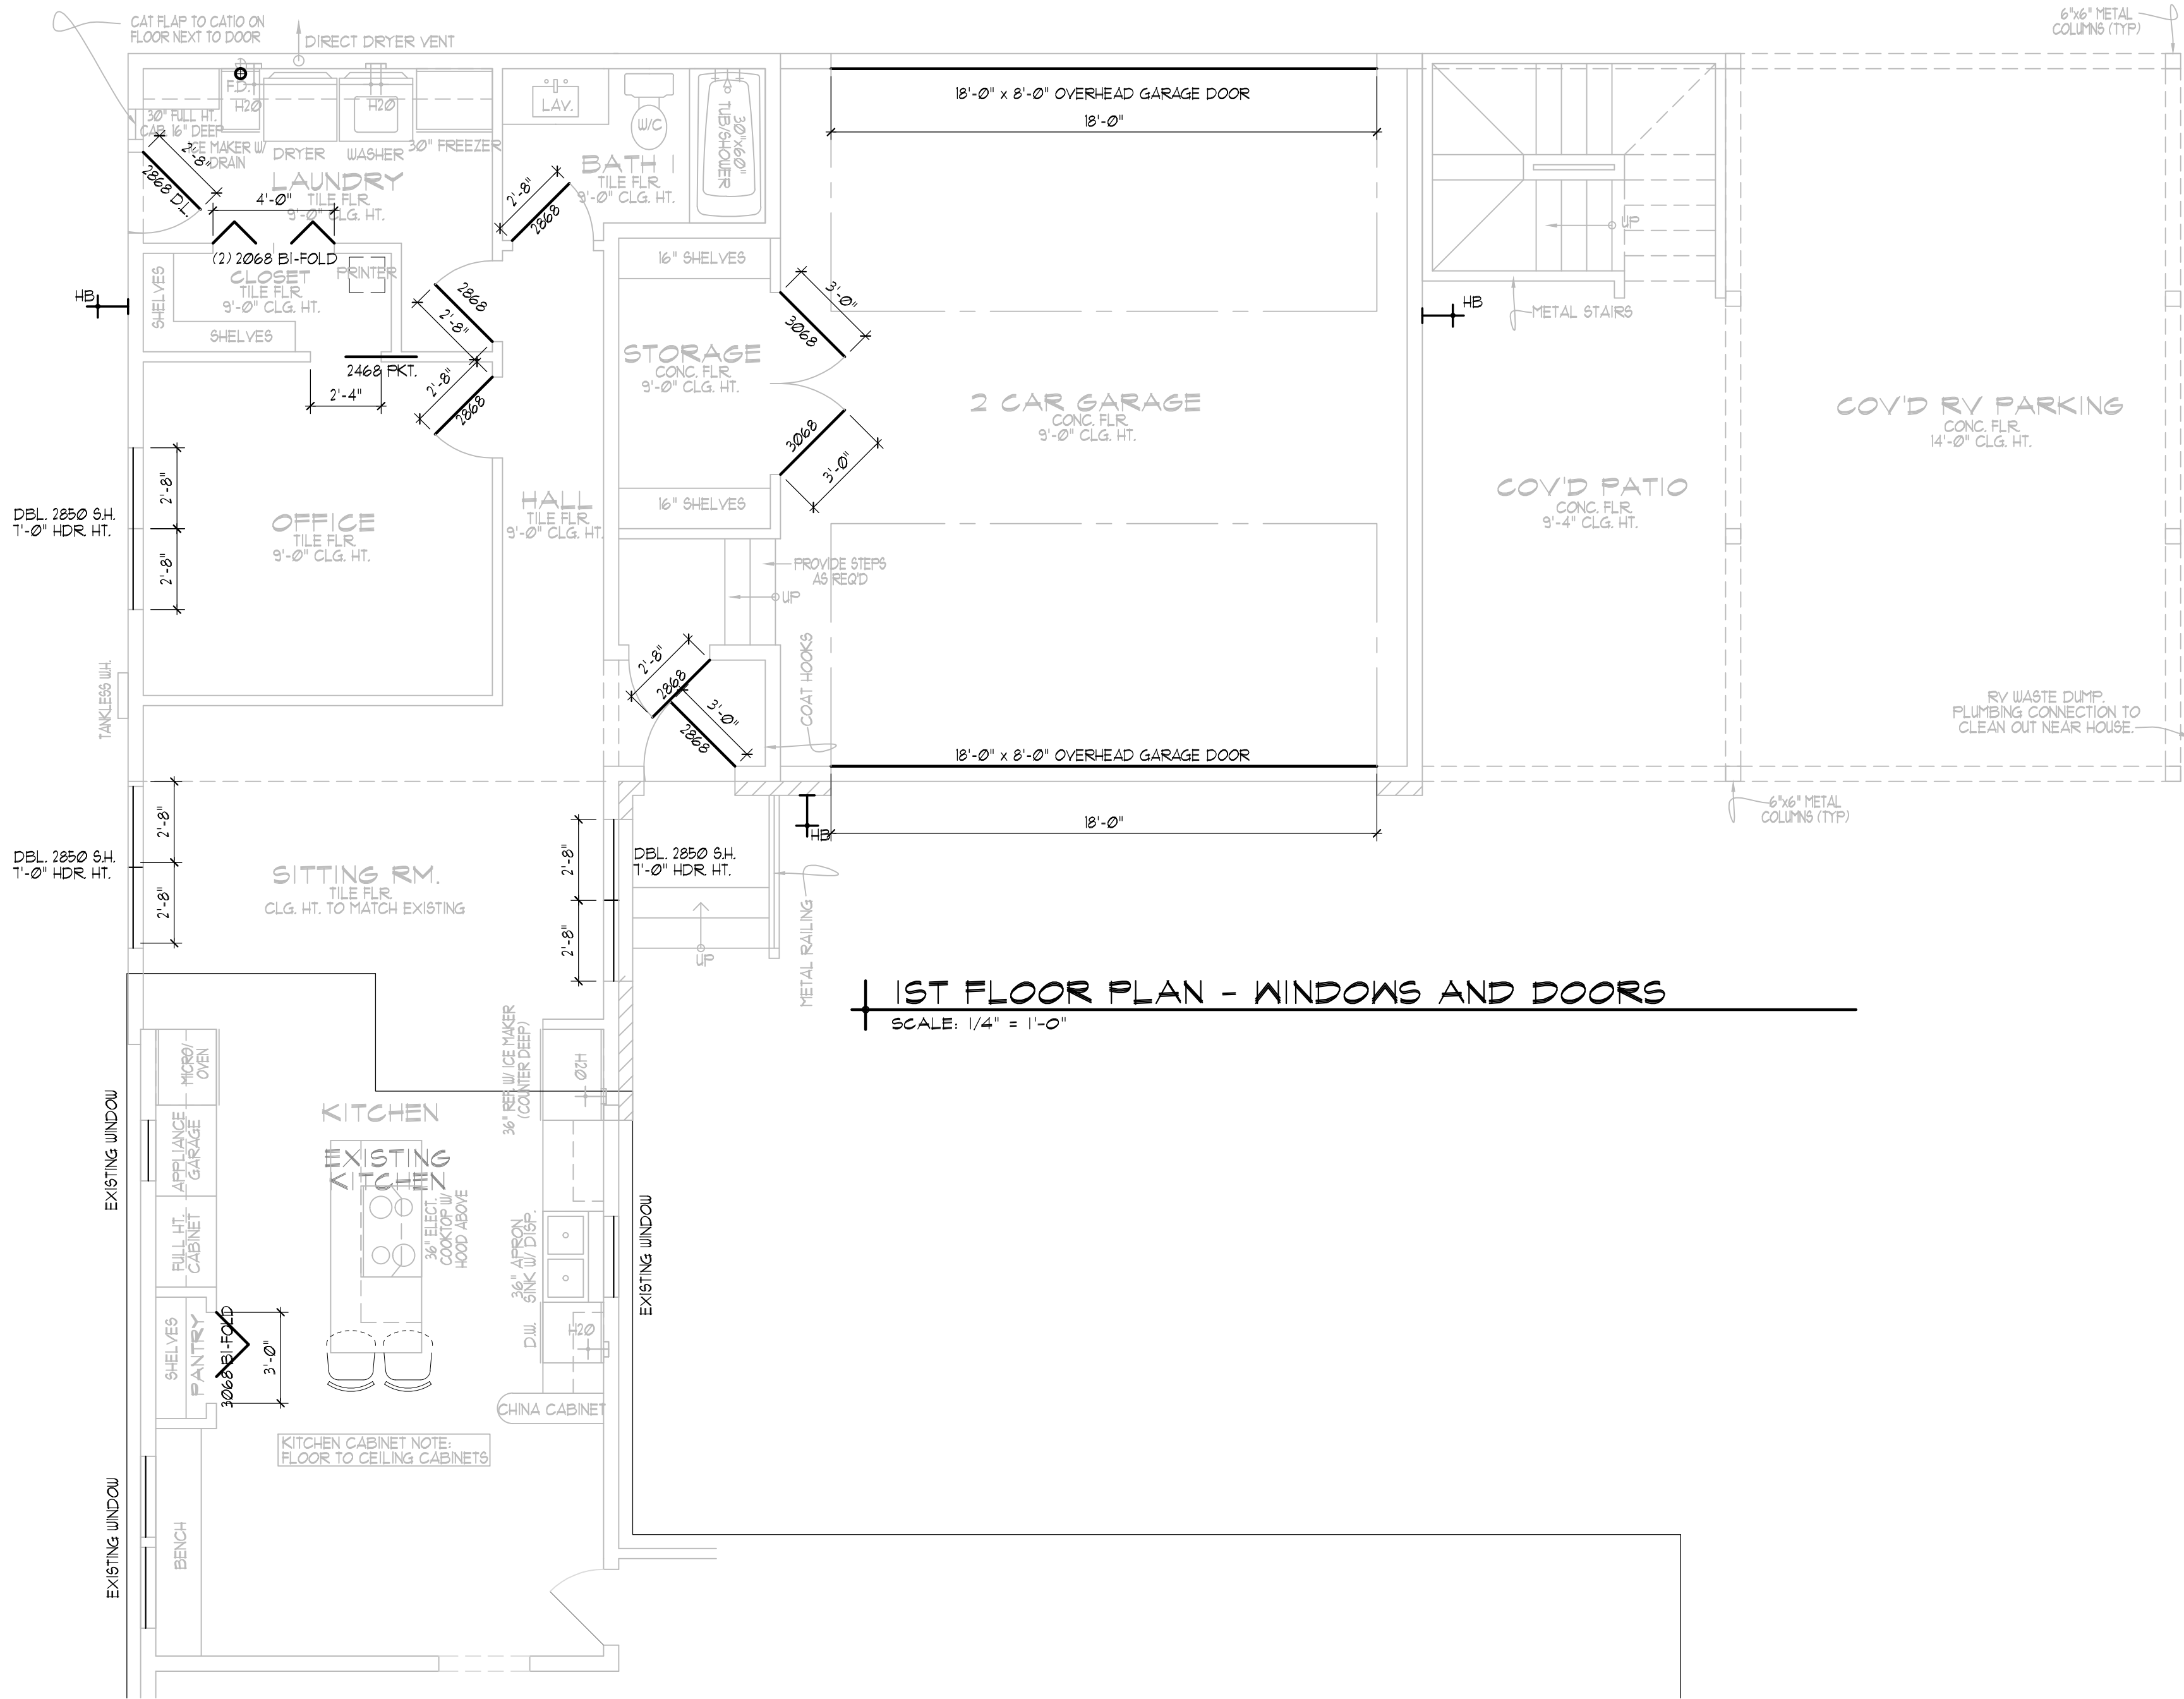 CAT FLAP TO CATIO ON
FLOOR NEXT TO DOOR
DIRECT DRYER VENT
6"x6" METAL
COLUMNS (TYP)
F.D.
H2O
H2O
30" FULL HT.
CAB. 16" DEEP
ICE MAKER W/
DRAIN
DRYER
WASHER
30" FREEZER
LAV.
W/C
30"x60"
TUB/SHOWER
18'-0" x 8'-0" OVERHEAD GARAGE DOOR
18'-0"
2'-8"
2868 D.L.
LAUNDRY
TILE FLR.
9'-0" CLG. HT.
4'-0"
(2) 2068 BI-FOLD
BATH 1
TILE FLR.
9'-0" CLG. HT.
2'-8"
2868
UP
METAL STAIRS
HB
HB
SHELVES
CLOSET
TILE FLR.
9'-0" CLG. HT.
PRINTER
SHELVES
2868
2'-8"
2468 PKT.
2'-4"
2'-8"
2868
16" SHELVES
STORAGE
CONC. FLR.
9'-0" CLG. HT.
16" SHELVES
3'-0"
3068
3068
3'-0"
2 CAR GARAGE
CONC. FLR.
9'-0" CLG. HT.
COV'D RV PARKING
CONC. FLR.
14'-0" CLG. HT.
COV'D PATIO
CONC. FLR.
9'-4" CLG. HT.
DBL. 2850 S.H.
7'-0" HDR. HT.
2'-8"
2'-8"
OFFICE
TILE FLR.
9'-0" CLG. HT.
HALL
TILE FLR.
9'-0" CLG. HT.
PROVIDE STEPS
AS REQ'D
UP
TANKLESS W.H.
2'-8"
2868
3'-0"
2868
COAT HOOKS
RV WASTE DUMP.
PLUMBING CONNECTION TO
CLEAN OUT NEAR HOUSE.
18'-0" x 8'-0" OVERHEAD GARAGE DOOR
18'-0"
HB
6"x6" METAL
COLUMNS (TYP)
DBL. 2850 S.H.
7'-0" HDR. HT.
2'-8"
2'-8"
SITTING RM.
TILE FLR
CLG. HT. TO MATCH EXISTING
2'-8"
2'-8"
DBL. 2850 S.H.
7'-0" HDR. HT.
UP
METAL RAILING
1ST FLOOR PLAN - WINDOWS AND DOORS
SCALE: 1/4" = 1'-0"
MICRO/
OVEN
36" REF. W/ ICE MAKER
(COUNTER DEEP)
H2O
EXISTING WINDOW
APPLIANCE
GARAGE
KITCHEN
EXISTING
KITCHEN
36" ELECT.
COOKTOP W/
HOOD ABOVE
FULL HT.
CABINET
36" APRON
SINK W/ DISP.
EXISTING WINDOW
SHELVES
PANTRY
3068 BI-FOLD
3'-0"
D.W.
H2O
CHINA CABINET
KITCHEN CABINET NOTE:
FLOOR TO CEILING CABINETS
EXISTING WINDOW
BENCH